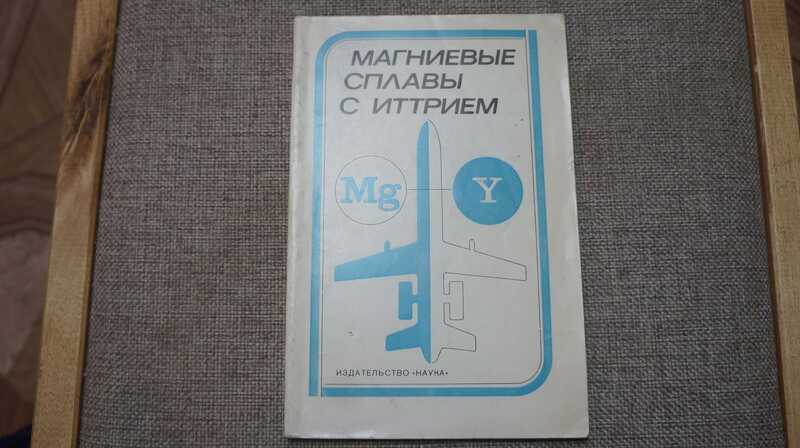 МАГНИЕВЫЕ
СПЛАВЫ
С ИТТРИЕМ
Mg Y
ИЗДАТЕЛЬСТВО «НАУКА»